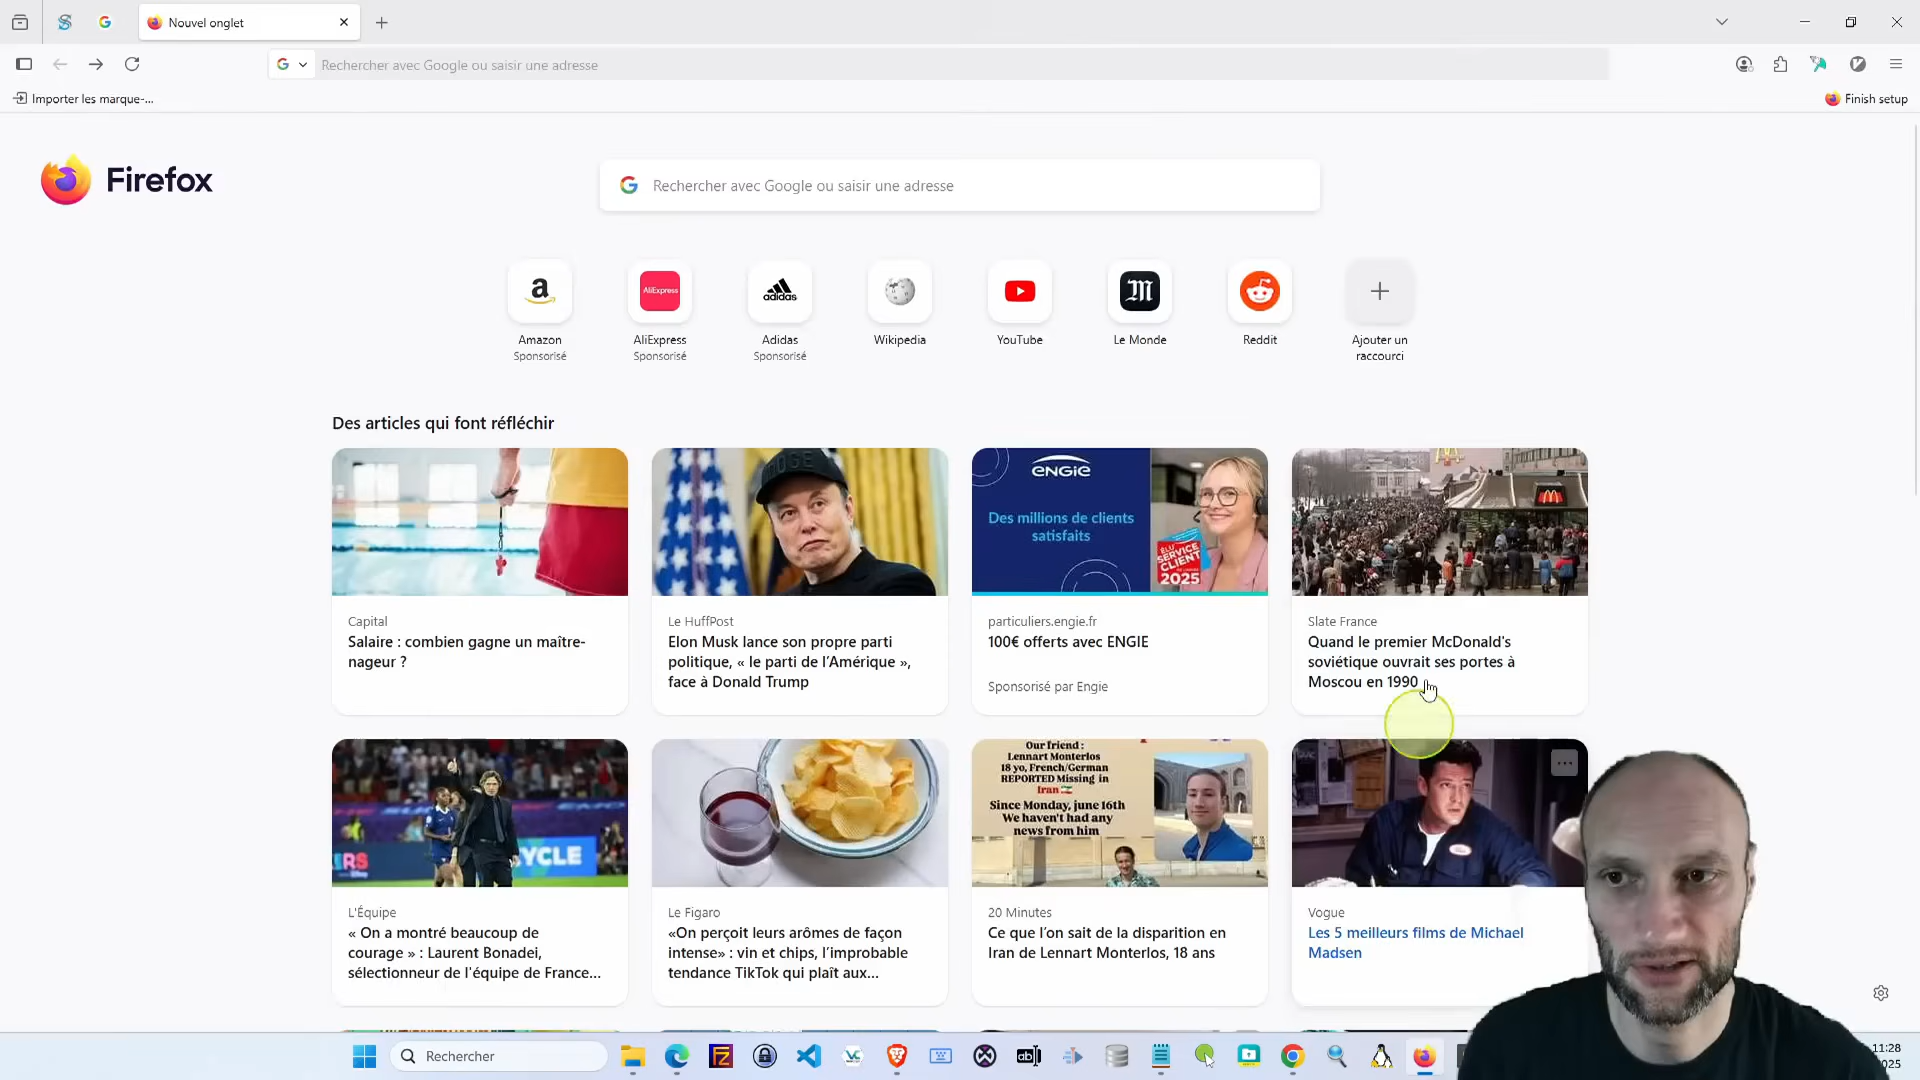 Nouvel onglet
Rechercher avec Google ou saisir une adresse
Importer les marque-...
Finish setup
Firefox
Rechercher avec Google ou saisir une adresse
a
AliExpress
adidas
Amazon
Sponsorisé
AliExpress
Sponsorisé
Adidas
Sponsorisé
Wikipedia
YouTube
Le Monde
Reddit
Ajouter un
raccourci
Des articles qui font réfléchir
ENGIE
Des millions de clients
satisfaits
ÉLU
SERVICE
CLIENT
2025
Capital
Salaire : combien gagne un maître-
nageur ?
Le HuffPost
Elon Musk lance son propre parti
politique, « le parti de l’Amérique »,
face à Donald Trump
particuliers.engie.fr
100€ offerts avec ENGIE
Sponsorisé par Engie
Slate France
Quand le premier McDonald's
soviétique ouvrait ses portes à
Moscou en 1990
Our friend :
Lennart Monterlos
18 yo, French/German
REPORTED Missing in
Iran
Since Monday, june 16th
We haven't had any
news from him
L'Équipe
« On a montré beaucoup de
courage » : Laurent Bonadei,
sélectionneur de l'équipe de France...
Le Figaro
«On perçoit leurs arômes de façon
intense» : vin et chips, l’improbable
tendance TikTok qui plaît aux...
20 Minutes
Ce que l’on sait de la disparition en
Iran de Lennart Monterlos, 18 ans
Vogue
Les 5 meilleurs films de Michael
Madsen
Rechercher
11:28